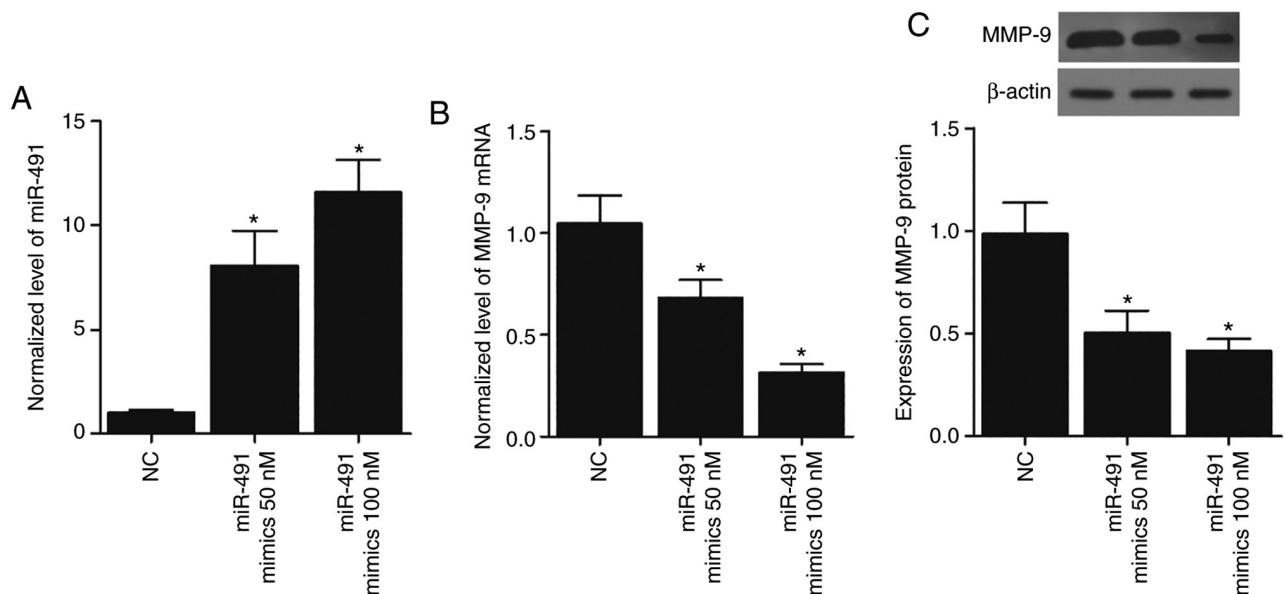 A
Normalized level of miR-491
15
10
5
0
*
*
NC
miR-491
mimics 50 nM
miR-491
mimics 100 nM
B
Normalized level of MMP-9 mRNA
1.5
1.0
0.5
0.0
*
*
NC
miR-491
mimics 50 nM
miR-491
mimics 100 nM
C
MMP-9
β-actin
Expression of MMP-9 protein
1.5
1.0
0.5
0.0
*
*
NC
miR-491
mimics 50 nM
miR-491
mimics 100 nM